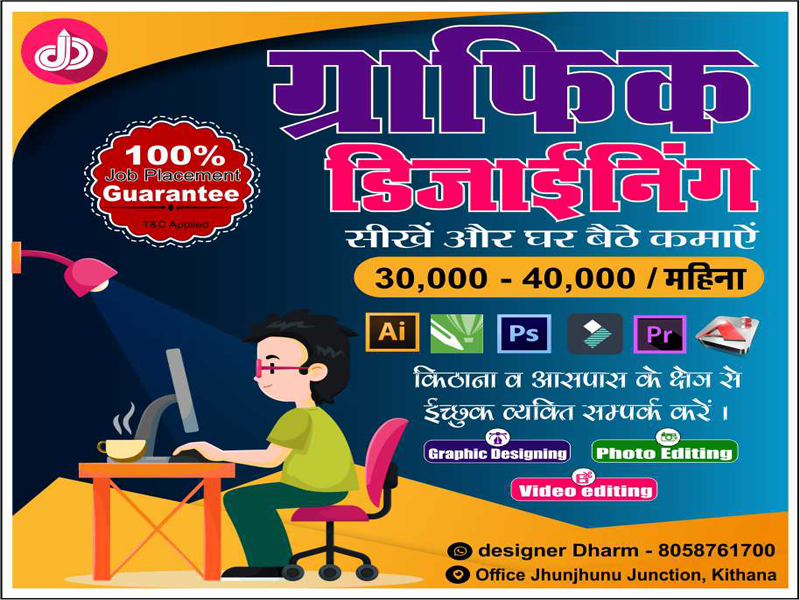 ग्राफिक
डिजाईनिंग
सीखें और घर बैठे कमाऐं
30,000 - 40,000 / महिना
100%
Job Placement
Guarantee
T&C Applied
Ai
Ps
Pr
किठाना व आसपास के क्षेत्र से
ईच्छुक व्यक्ति सम्पर्क करें ।
Graphic Designing
Photo Editing
Video editing
designer Dharm - 8058761700
Office Jhunjhunu Junction, Kithana